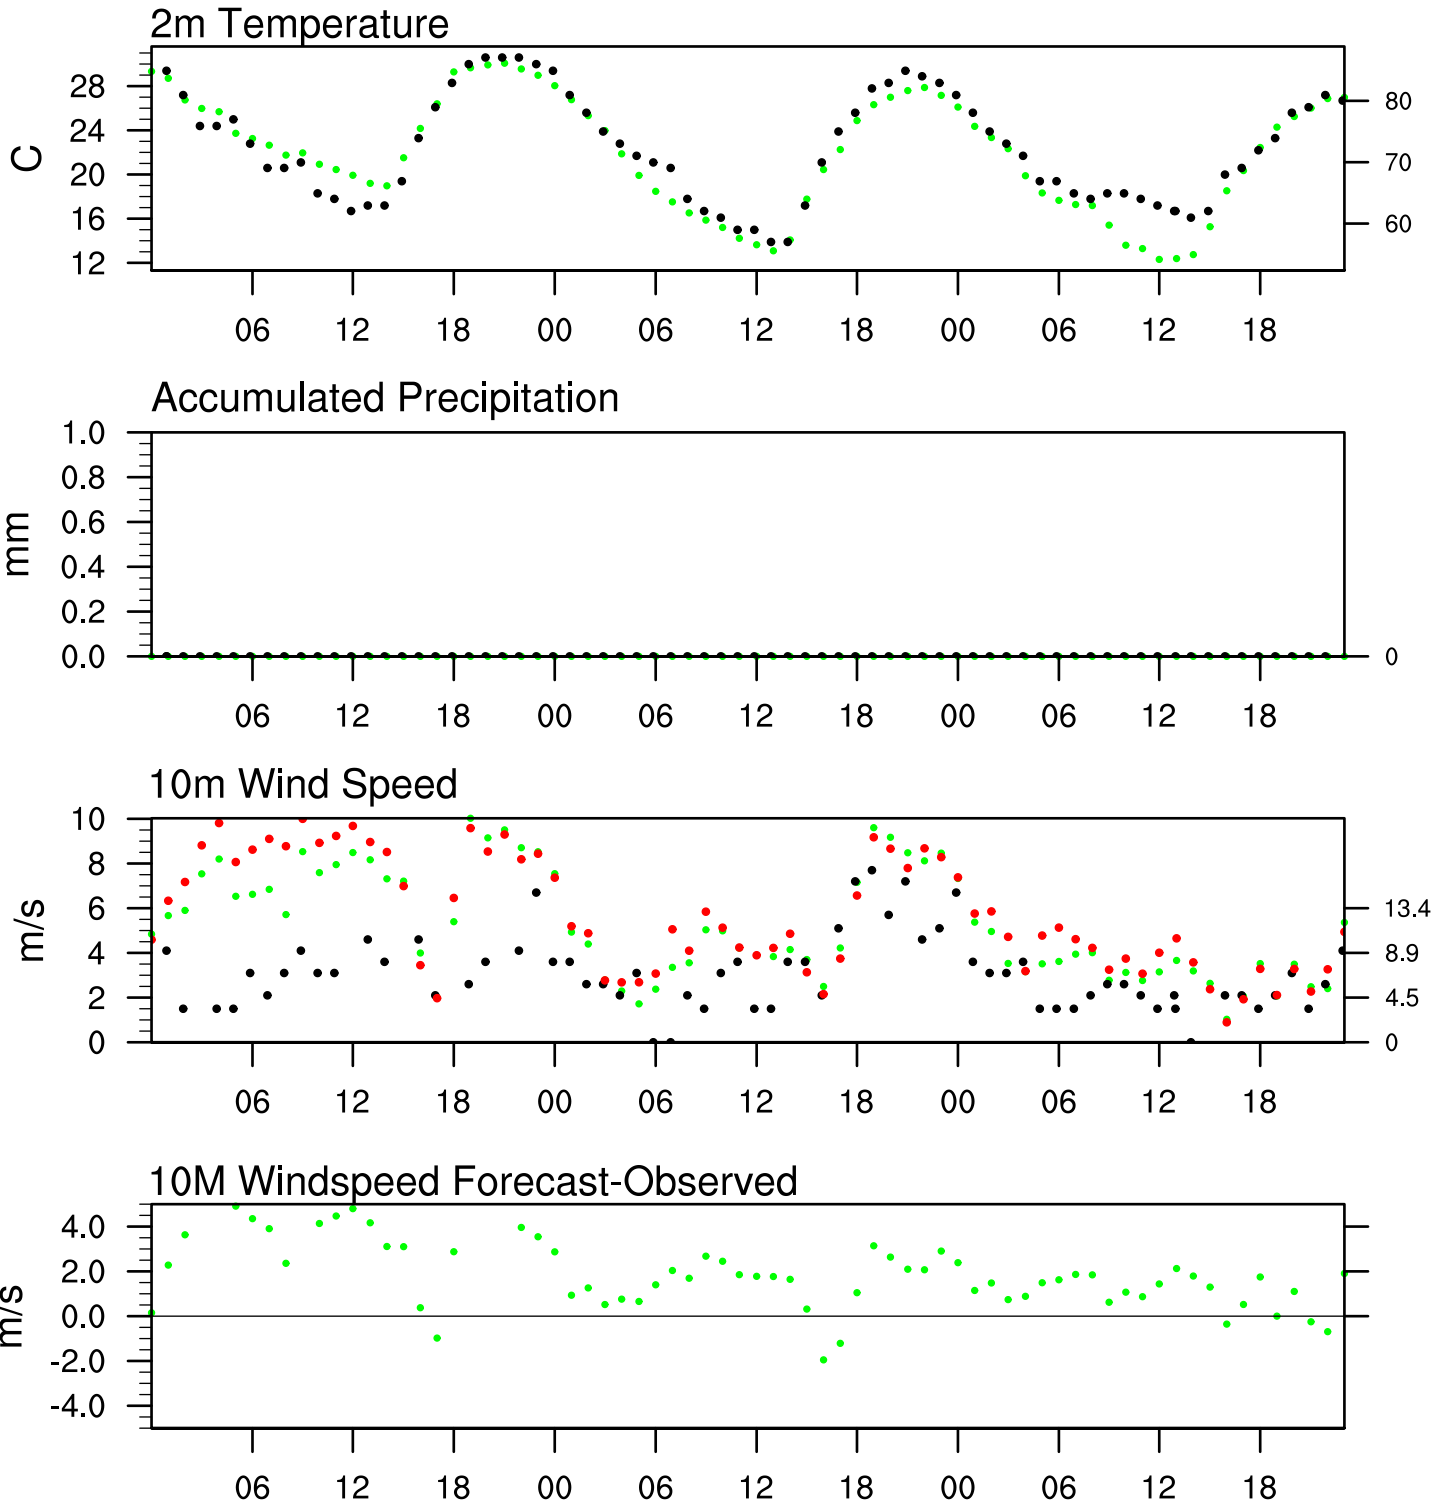 2m Temperature
28
24
20
16
12
C
80
70
60
06 12 18 00 06 12 18 00 06 12 18
Accumulated Precipitation
1.0
0.8
0.6
0.4
0.2
0.0
mm
0
06 12 18 00 06 12 18 00 06 12 18
10m Wind Speed
10
8
6
4
2
0
m/s
13.4
8.9
4.5
0
06 12 18 00 06 12 18 00 06 12 18
10M Windspeed Forecast-Observed
4.0
2.0
0.0
-2.0
-4.0
m/s
06 12 18 00 06 12 18 00 06 12 18